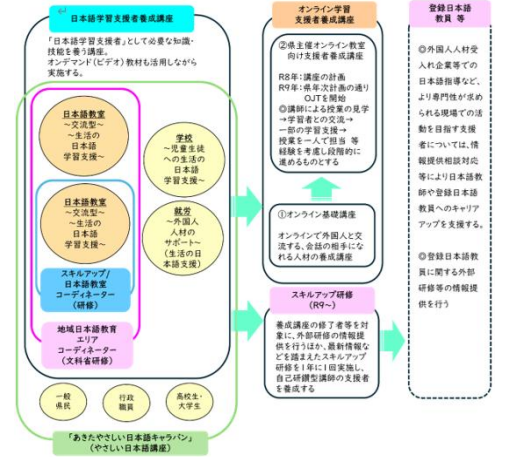 日本語学習支援者養成講座
「日本語学習支援者」として必要な知識・
技能を養う講座。
オンデマンド(ビデオ)教材も活用しながら
実施する。
日本語教室
～交流型～
～生活の
日本語
学習支援～
学校
～児童生徒
への生活の
日本語
学習支援～
日本語教室
～交流型～
～生活の
日本語
学習支援～
就労
～外国人
人材の
サポート～
(生活の日
本語支援)
スキルアップ/
日本語教室
コーディネーター
(研修)
地域日本語教育
エリア
コーディネーター
(文科省研修)
一般
県民
行政
職員
高校生・
大学生
「あきたやさしい日本語キャラバン」
(やさしい日本語講座)
オンライン学習
支援者養成講座
②県主催オンライン教室
向け支援者養成講座
R8年:講座の計画
R9年:県年次計画の通り
OJTを開始
◎講師による授業の見学
→学習者との交流→
一部の学習支援→
授業を一人で担当 等
経験を考慮し段階的に
進めるものとする
①オンライン基礎講座
オンラインで外国人と交
流する、会話の相手にな
れる人材の養成講座
スキルアップ研修
(R9～)
養成講座の修了者等を対
象に、外部研修の情報提
供を行うほか、最新情報な
どを踏まえたスキルアップ
研修を1年に1回実施し、
自己研鑽型講師の支援者
を養成する
登録日本語
教員 等
◎外国人人材受
入れ企業等での
日本語指導など、
より専門性が求め
られる現場での活
動を目指す支援
者については、情
報提供相談対応
等により日本語教
師や登録日本語
教員へのキャリア
アップを支援する。
◎登録日本語教
員に関する外部
研修等の情報提
供を行う